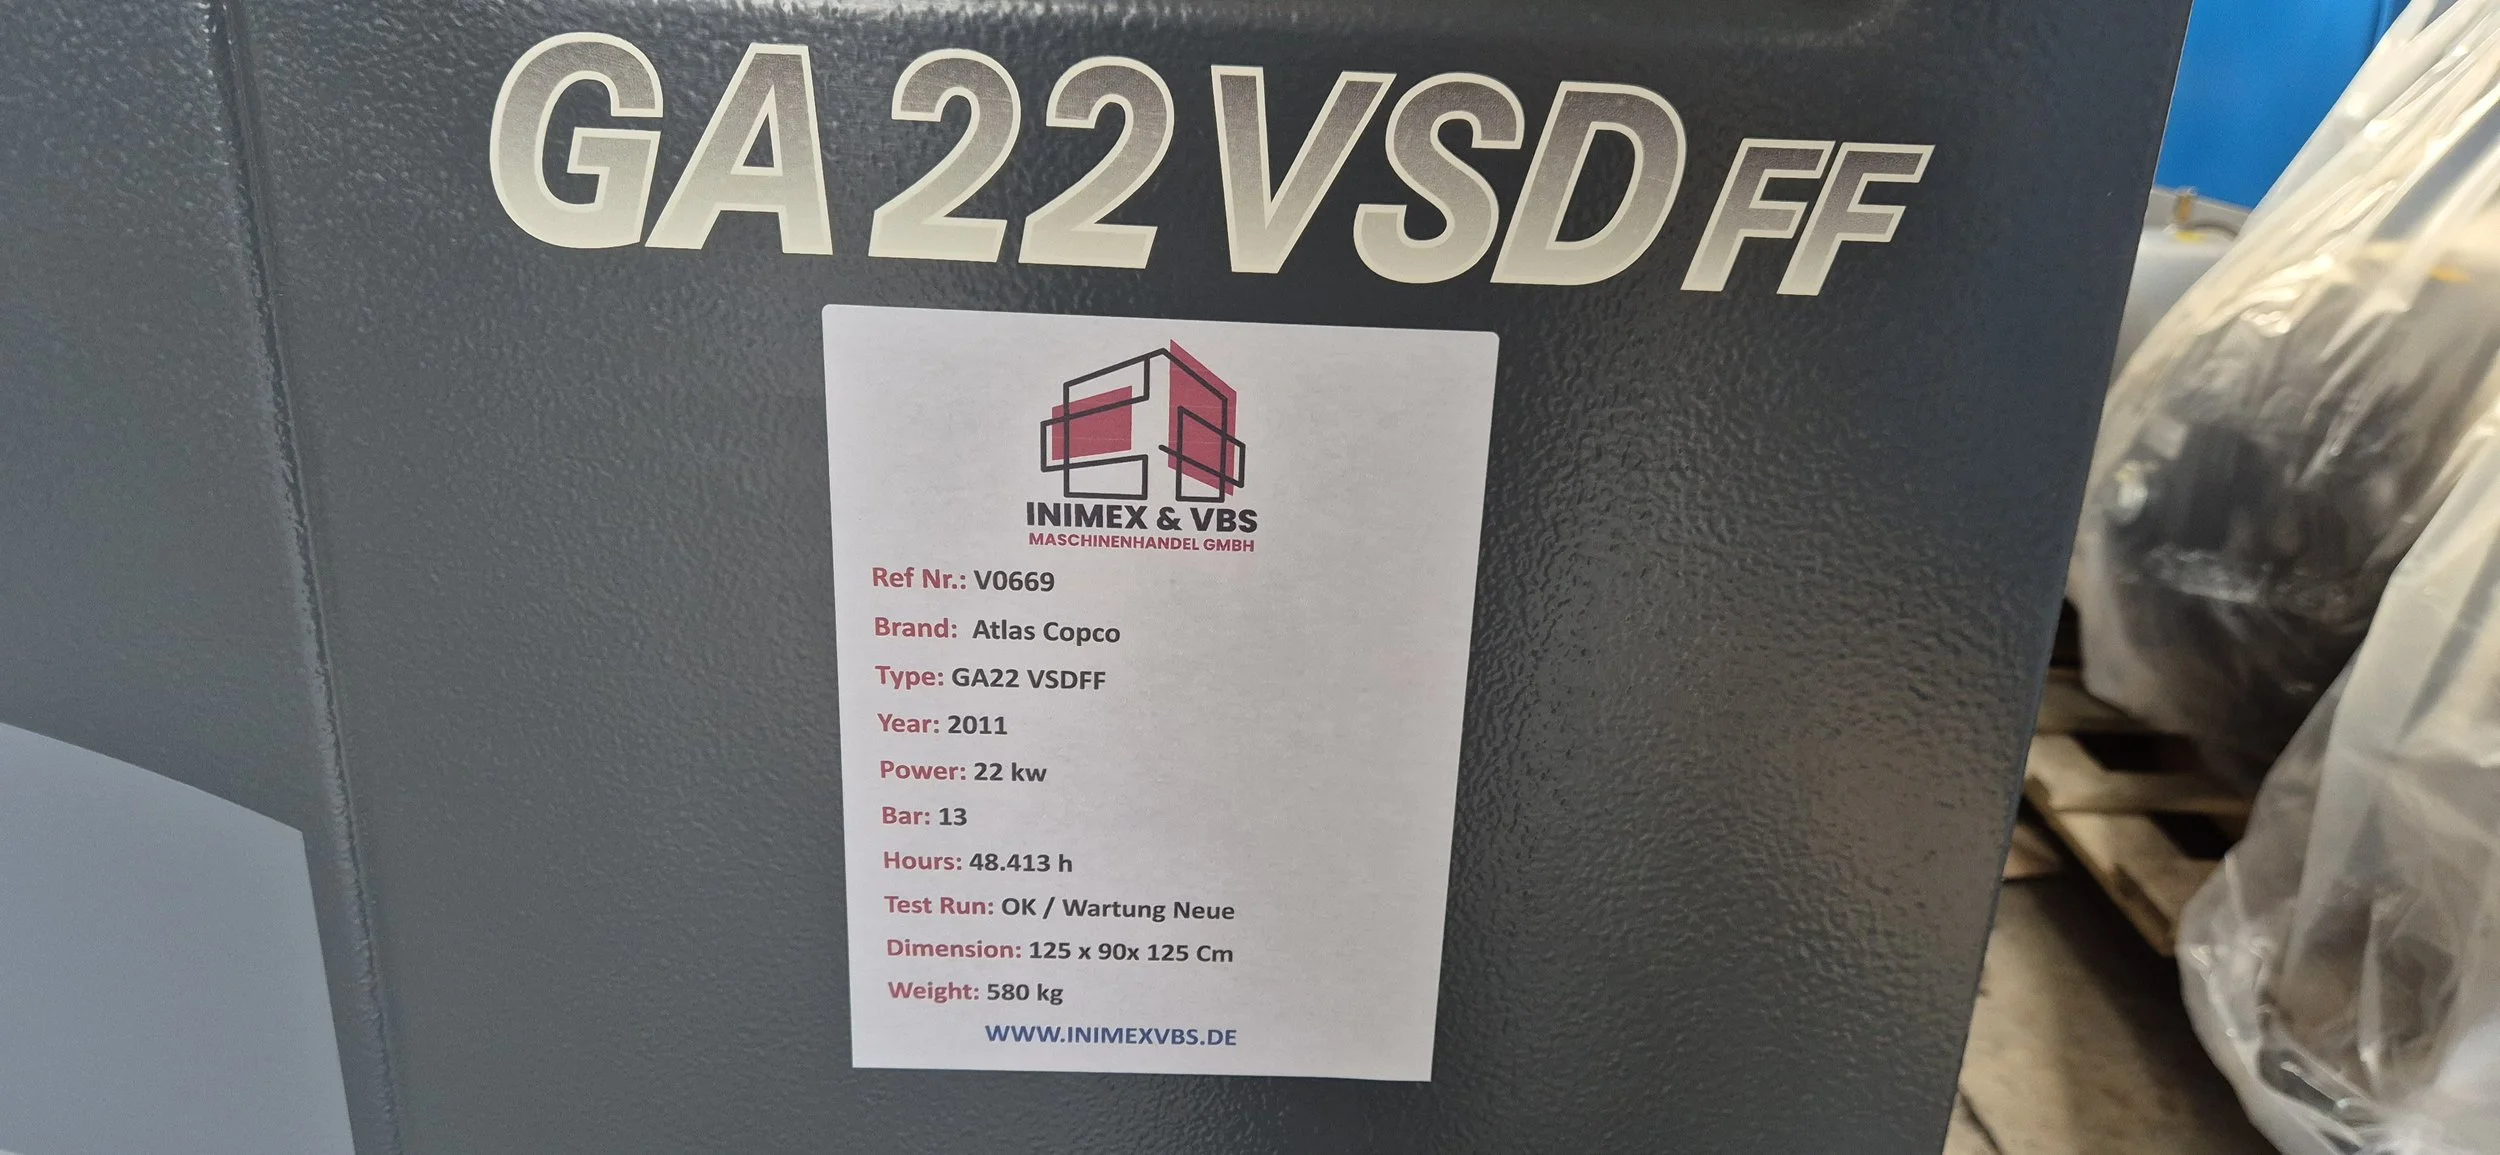 GA 22 VSD FF
INIMEX & VBS
MASCHINENHANDEL GMBH
Ref Nr.: V0669
Brand: Atlas Copco
Type: GA22 VSDFF
Year: 2011
Power: 22 kw
Bar: 13
Hours: 48.413 h
Test Run: OK / Wartung Neue
Dimension: 125 x 90x 125 Cm
Weight: 580 kg
WWW.INIMEXVBS.DE